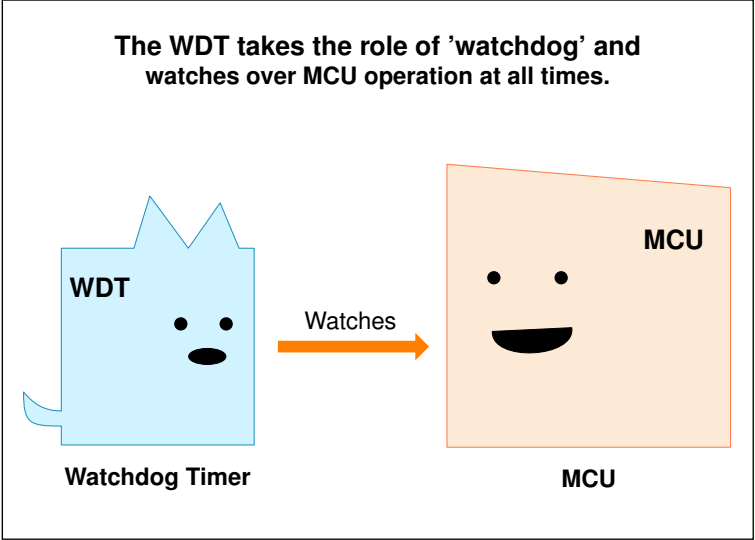 The WDT takes the role of ’watchdog’ and
watches over MCU operation at all times.
WDT
MCU
Watches
Watchdog Timer
MCU